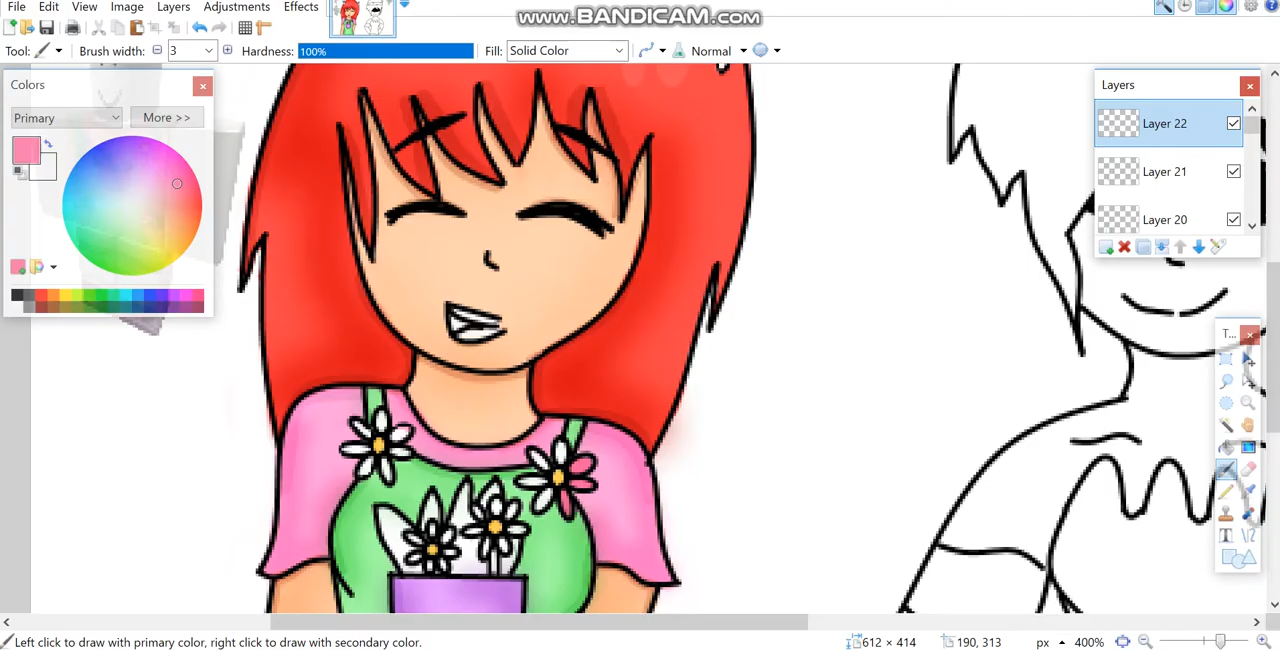 File Edit View Image Layers Adjustments Effects
www.BANDICAM.com
Tool: Brush width: 3 Hardness: 100% Fill: Solid Color Normal
Colors
Primary More >>
Layers
Layer 22
Layer 21
Layer 20
T...
Left click to draw with primary color, right click to draw with secondary color.
612 × 414 190, 313 px 400%